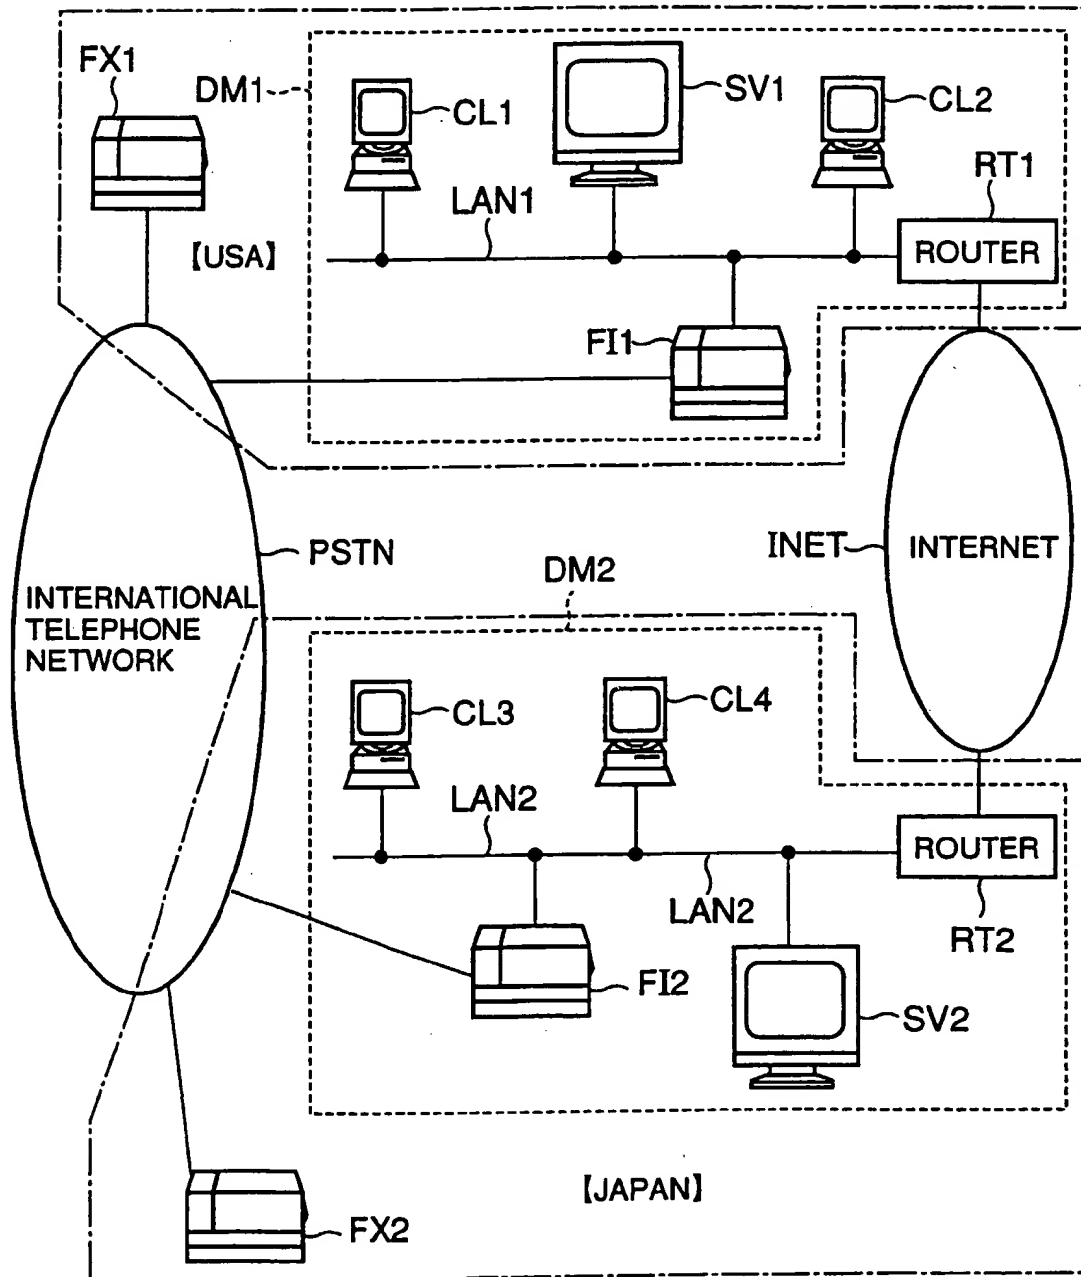 FX1
DM1
CL1
SV1
CL2
RT1
LAN1
【USA】
ROUTER
FI1
PSTN
INET
INTERNET
DM2
INTERNATIONAL
TELEPHONE
NETWORK
CL3
CL4
LAN2
ROUTER
LAN2
RT2
FI2
SV2
【JAPAN】
FX2